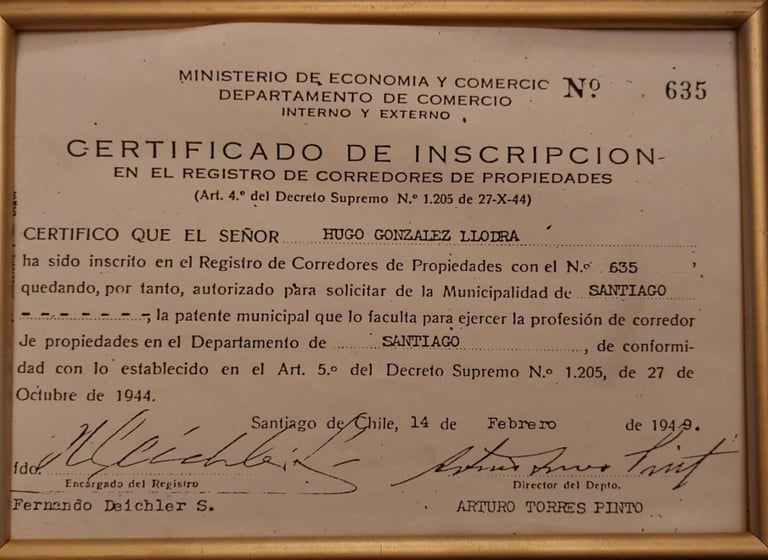 MINISTERIO DE ECONOMIA Y COMERCIO Nº 635
DEPARTAMENTO DE COMERCIO
INTERNO Y EXTERNO
CERTIFICADO DE INSCRIPCION
EN EL REGISTRO DE CORREDORES DE PROPIEDADES
(Art. 4.º del Decreto Supremo N.º 1.205 de 27-X-44)
CERTIFICO QUE EL SEÑOR HUGO GONZALEZ LLODRA
ha sido inscrito en el Registro de Corredores de Propiedades con el N.º 635 ,
quedando, por tanto, autorizado para solicitar de la Municipalidad de SANTIAGO
- - - - - - - -, la patente municipal que lo faculta para ejercer la profesión de corredor
de propiedades en el Departamento de SANTIAGO, de conformi-
dad con lo establecido en el Art. 5.º del Decreto Supremo N.º 1.205, de 27 de
Octubre de 1944.
Santiago de Chile, 14 de Febrero de 1949.
fdo.
Encargado del Registro Director del Depto.
Fernando Deichler S. ARTURO TORRES PINTO